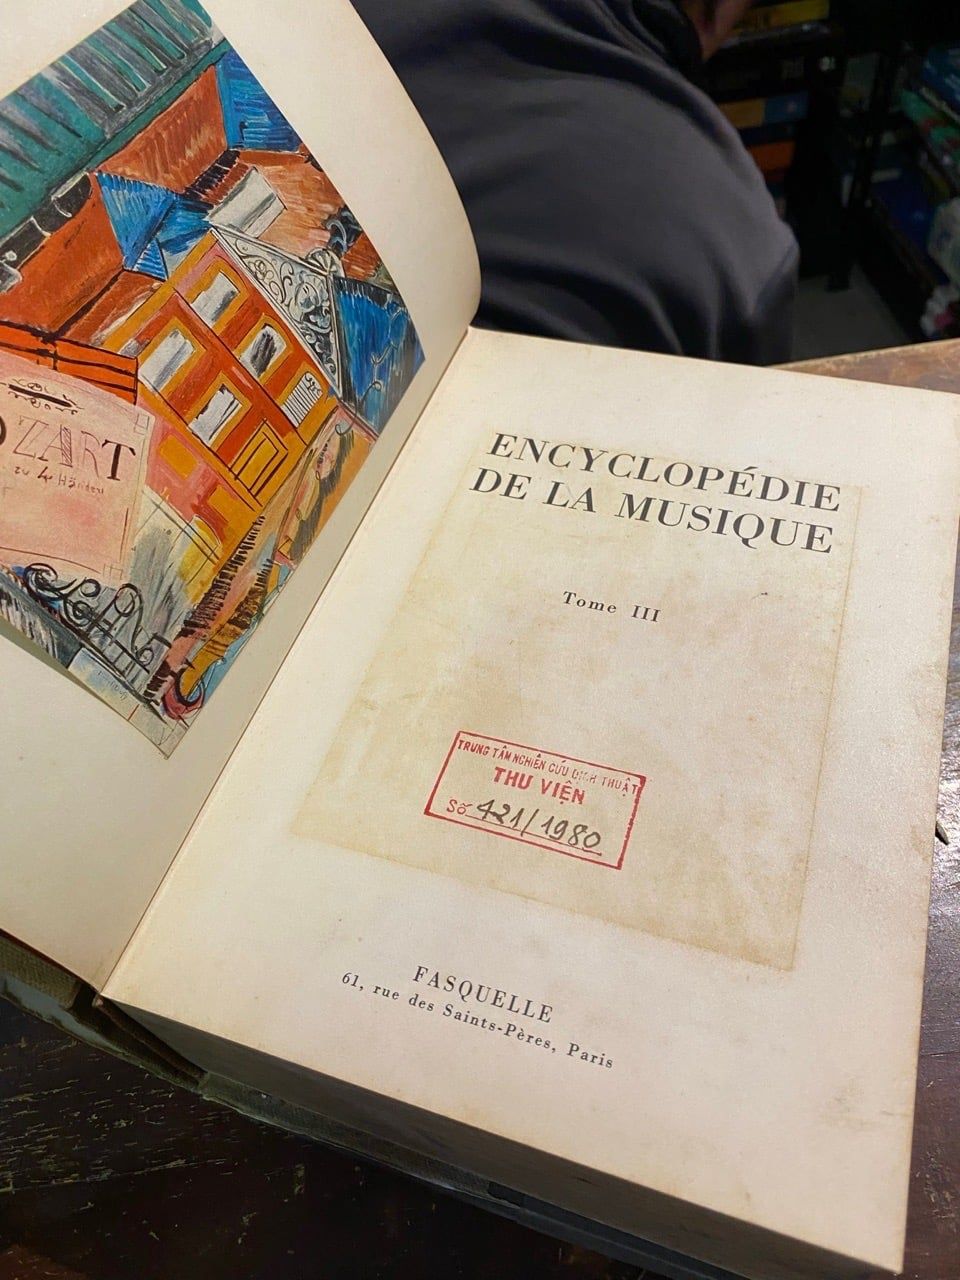 ZART
zu 4 Händen
ENCYCLOPÉDIE
DE LA MUSIQUE
Tome III
TRUNG TÂM NGHIÊN CỨU DỊCH THUẬT
THƯ VIỆN
Số 421/1980
FASQUELLE
61, rue des Saints-Pères, Paris